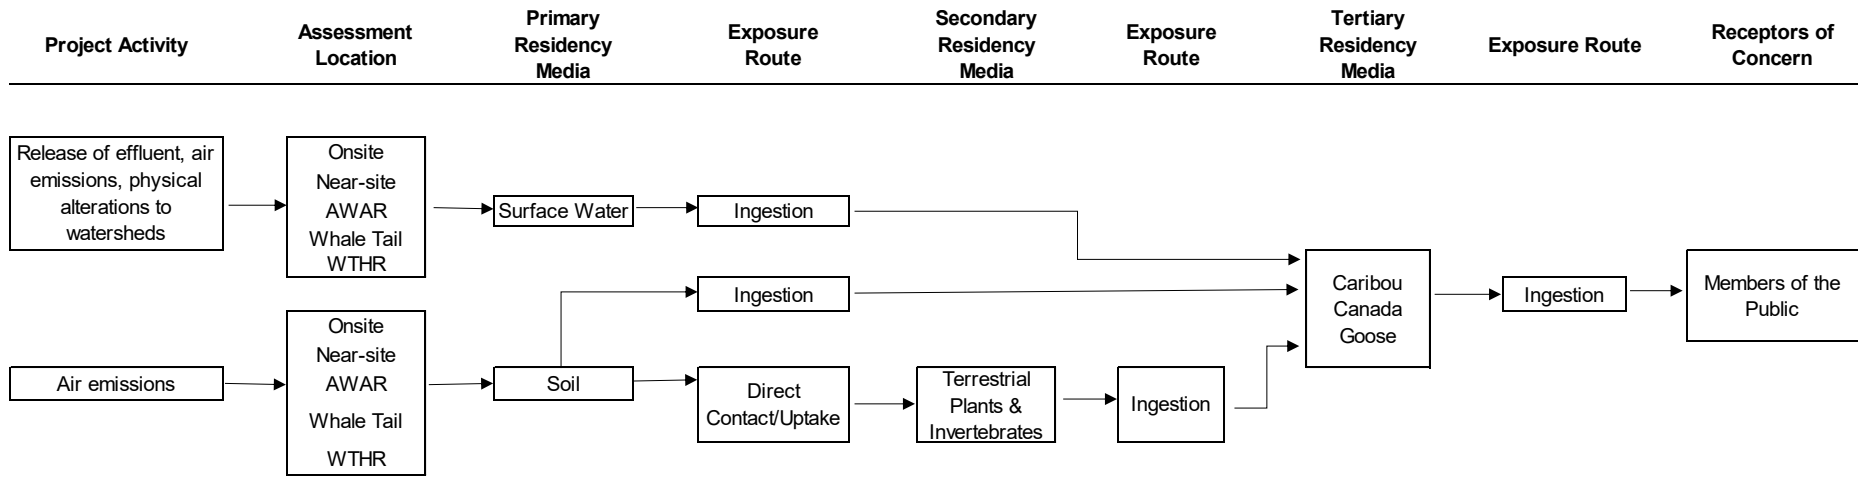 Project Activity
Assessment
Location
Primary
Residency
Media
Exposure
Route
Secondary
Residency
Media
Exposure
Route
Tertiary
Residency
Media
Exposure Route
Receptors of
Concern
Release of effluent, air
emissions, physical
alterations to
watersheds
Onsite
Near-site
AWAR
Whale Tail
WTHR
Surface Water
Ingestion
Ingestion
Caribou
Canada
Goose
Ingestion
Members of the
Public
Air emissions
Onsite
Near-site
AWAR
Whale Tail
WTHR
Soil
Direct
Contact/Uptake
Terrestrial
Plants &
Invertebrates
Ingestion